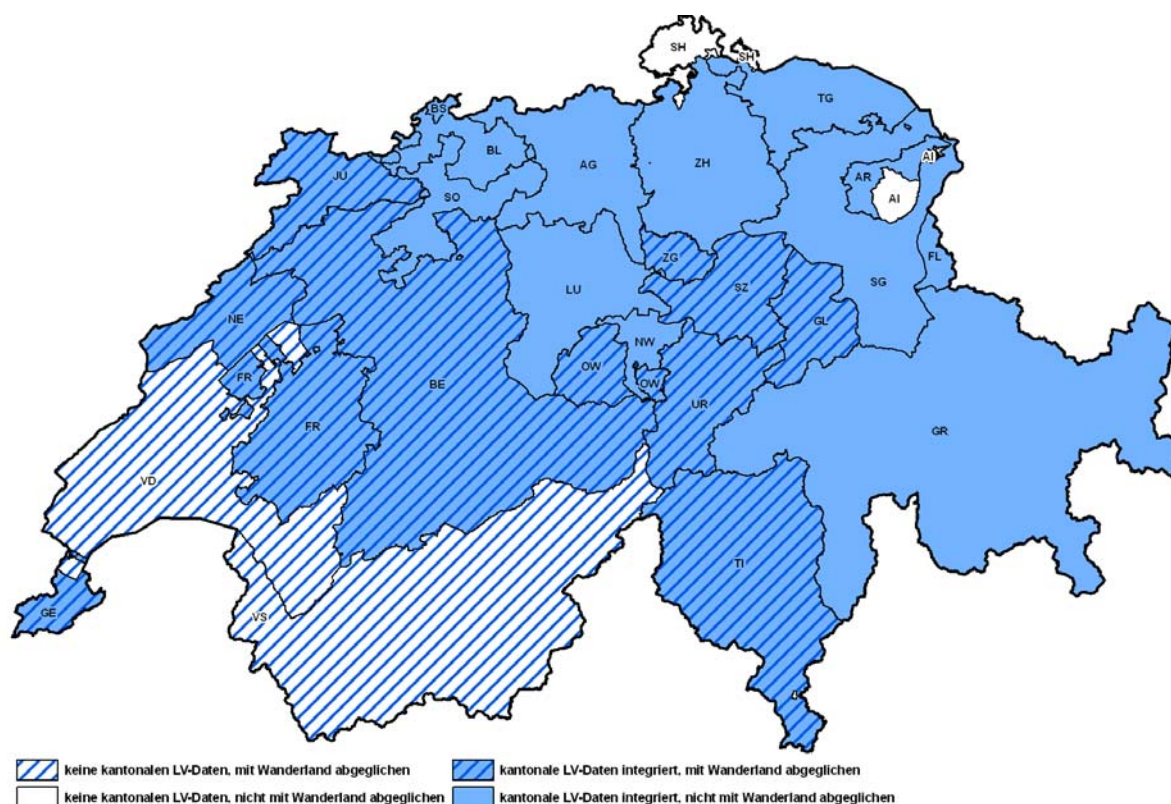 SH
SH
TG
BS
BL
AG
ZH
AI
AR
AI
JU
SO
ZG
SZ
FL
SG
LU
GL
NE
NW
OW
OW
FR
BE
UR
FR
GR
VD
TI
GE
VS
keine kantonalen LV-Daten, mit Wanderland abgeglichen
kantonale LV-Daten integriert, mit Wanderland abgeglichen
keine kantonalen LV-Daten, nicht mit Wanderland abgeglichen
kantonale LV-Daten integriert, nicht mit Wanderland abgeglichen